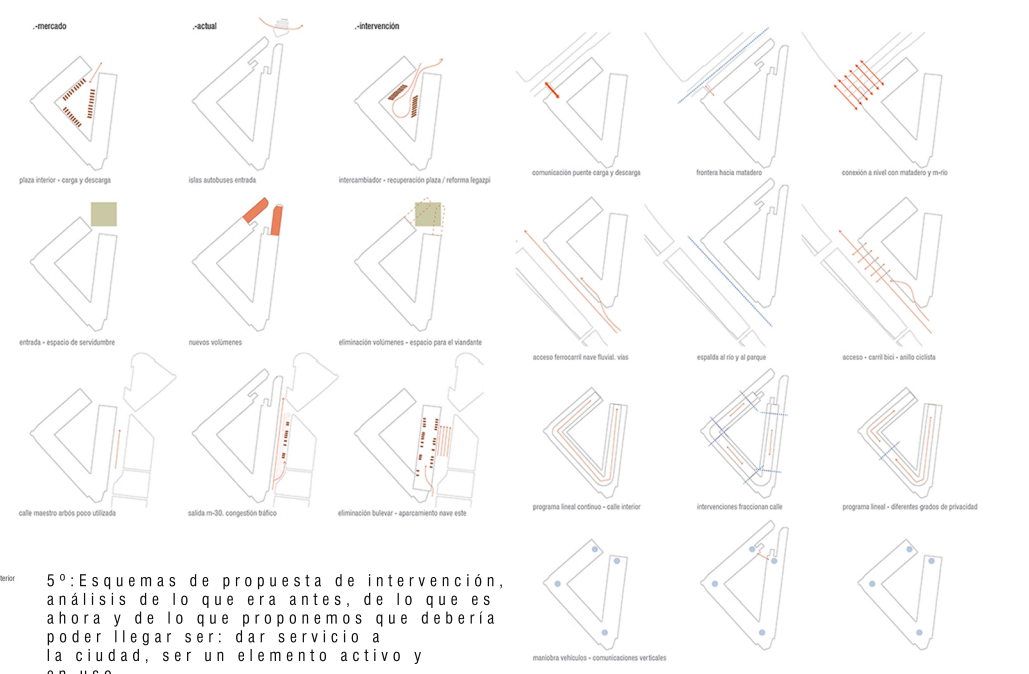 .-mercado
.-actual
.-intervención
plaza interior - carga y descarga
islas autobuses entrada
intercambiador - recuperación plaza / reforma legazpi
comunicación puente carga y descarga
frontera hacia matadero
conexión a nivel con matadero y m-río
entrada - espacio de servidumbre
nuevos volúmenes
eliminación volúmenes - espacio para el viandante
acceso ferrocarril nave fluvial. vías
espalda al río y al parque
acceso - carril bici - anillo ciclista
calle maestro arbós poco utilizada
salida m-30. congestión tráfico
eliminación bulevar - aparcamiento nave este
programa lineal continuo - calle interior
intervenciones fraccionan calle
programa lineal - diferentes grados de privacidad
terior
5º:Esquemas de propuesta de intervención,
análisis de lo que era antes, de lo que es
ahora y de lo que proponemos que debería
poder llegar ser: dar servicio a
la ciudad, ser un elemento activo y
en uso
maniobra vehículos - comunicaciones verticales